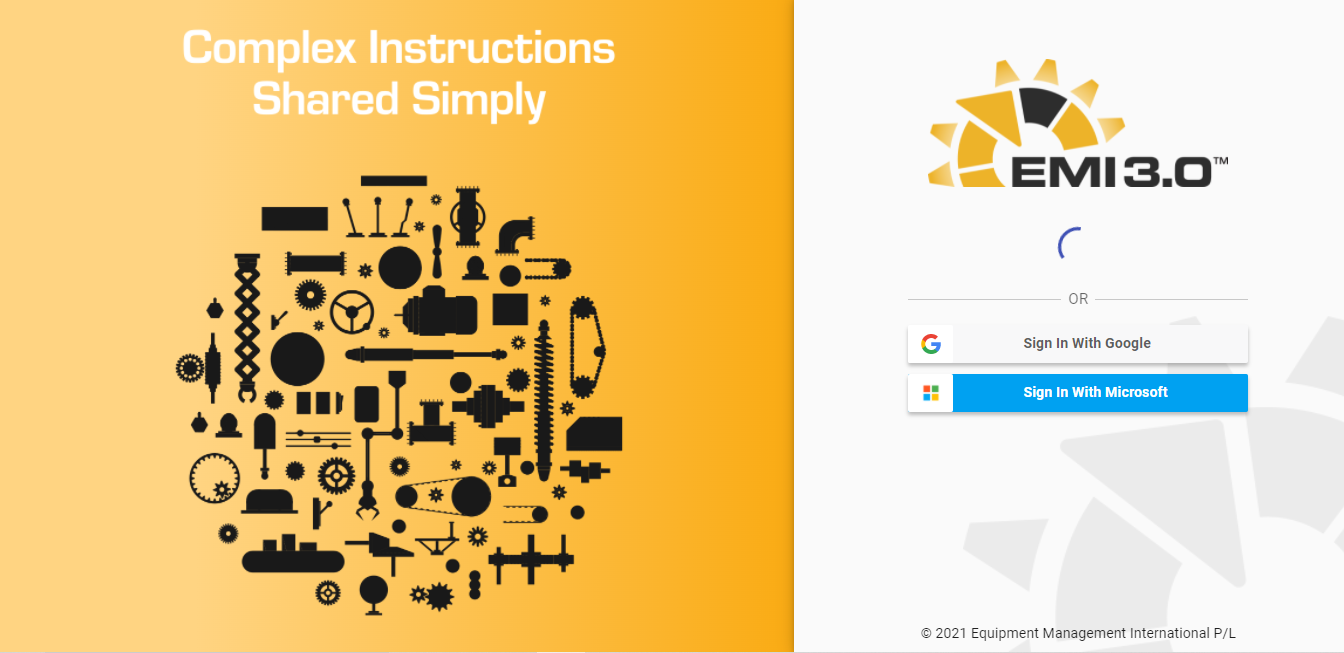 Complex Instructions
Shared Simply
EMI 3.0™
OR
Sign In With Google
Sign In With Microsoft
© 2021 Equipment Management International P/L